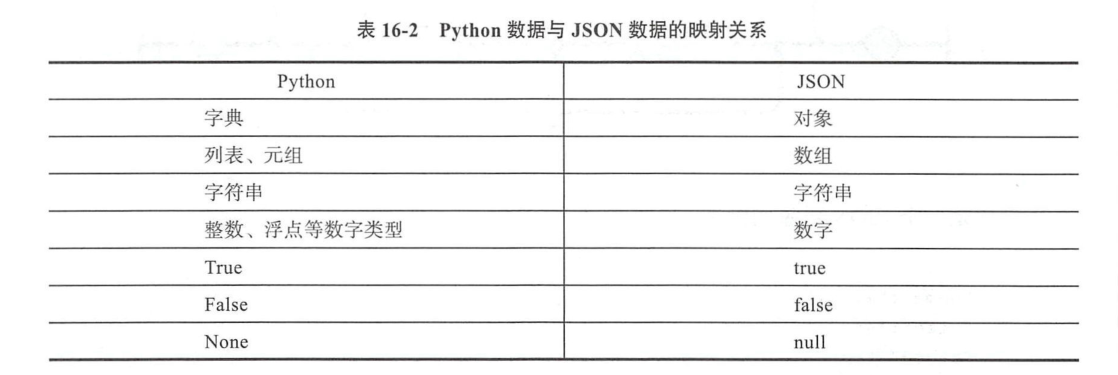 表 16-2 Python 数据与 JSON 数据的映射关系
Python JSON
字典 对象
列表、元组 数组
字符串 字符串
整数、浮点等数字类型 数字
True true
False false
None null